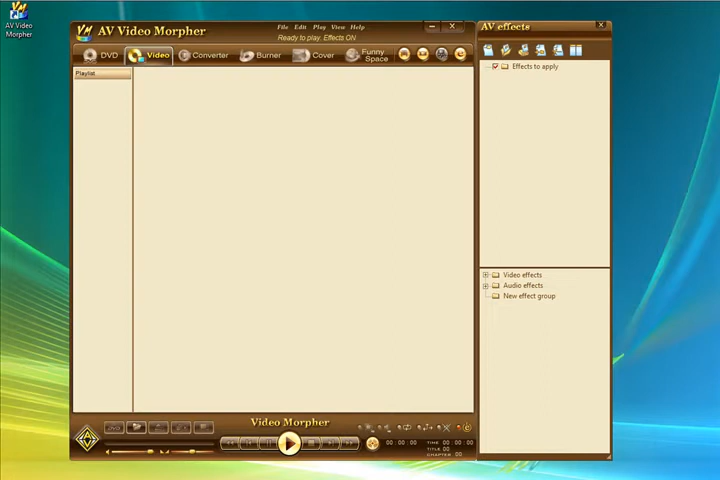 AV Video Morpher
AV Video Morpher
File Edit Play View Help
Ready to play. Effects ON
DVD Video Converter Burner Cover Funny Space
Playlist
AV effects
Effects to apply
Video effects
Audio effects
New effect group
Video Morpher
DVD
AV
00 : 00 : 00
TIME 00 : 00 : 00
TITLE 00
CHAPTER 00